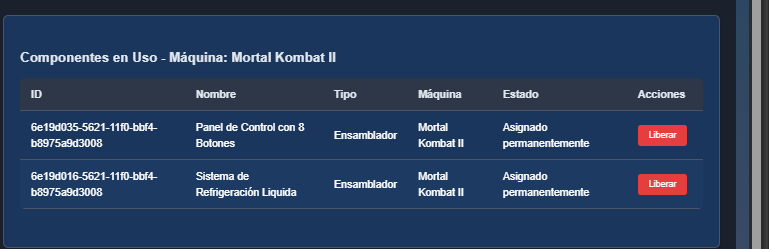 Componentes en Uso - Máquina: Mortal Kombat II
ID Nombre Tipo Máquina Estado Acciones
6e19d035-5621-11f0-bbf4- Panel de Control con 8 Mortal Asignado
b8975a9d3008 Botones Ensamblador Kombat II permanentemente Liberar
6e19d016-5621-11f0-bbf4- Sistema de Mortal Asignado
b8975a9d3008 Refrigeración Liquida Ensamblador Kombat II permanentemente Liberar